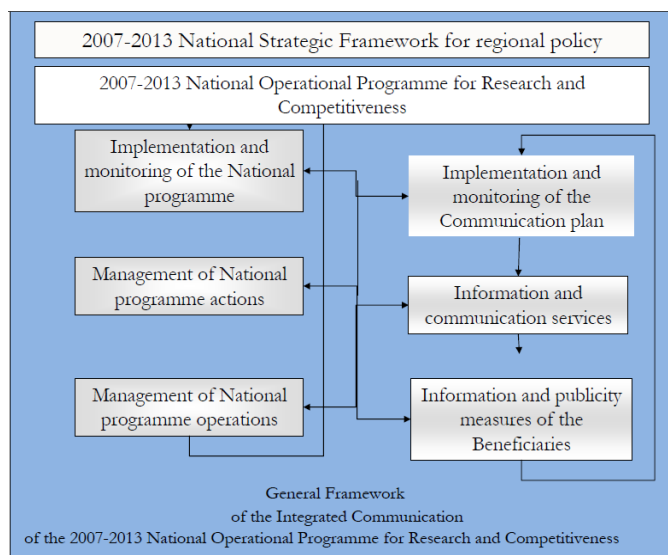 2007-2013 National Strategic Framework for regional policy
2007-2013 National Operational Programme for Research and
Competitiveness
Implementation and
monitoring of the National
programme
Implementation and
monitoring of the
Communication plan
Management of National
programme actions
Information and
communication services
Management of National
programme operations
Information and publicity
measures of the
Beneficiaries
General Framework
of the Integrated Communication
of the 2007-2013 National Operational Programme for Research and Competitiveness